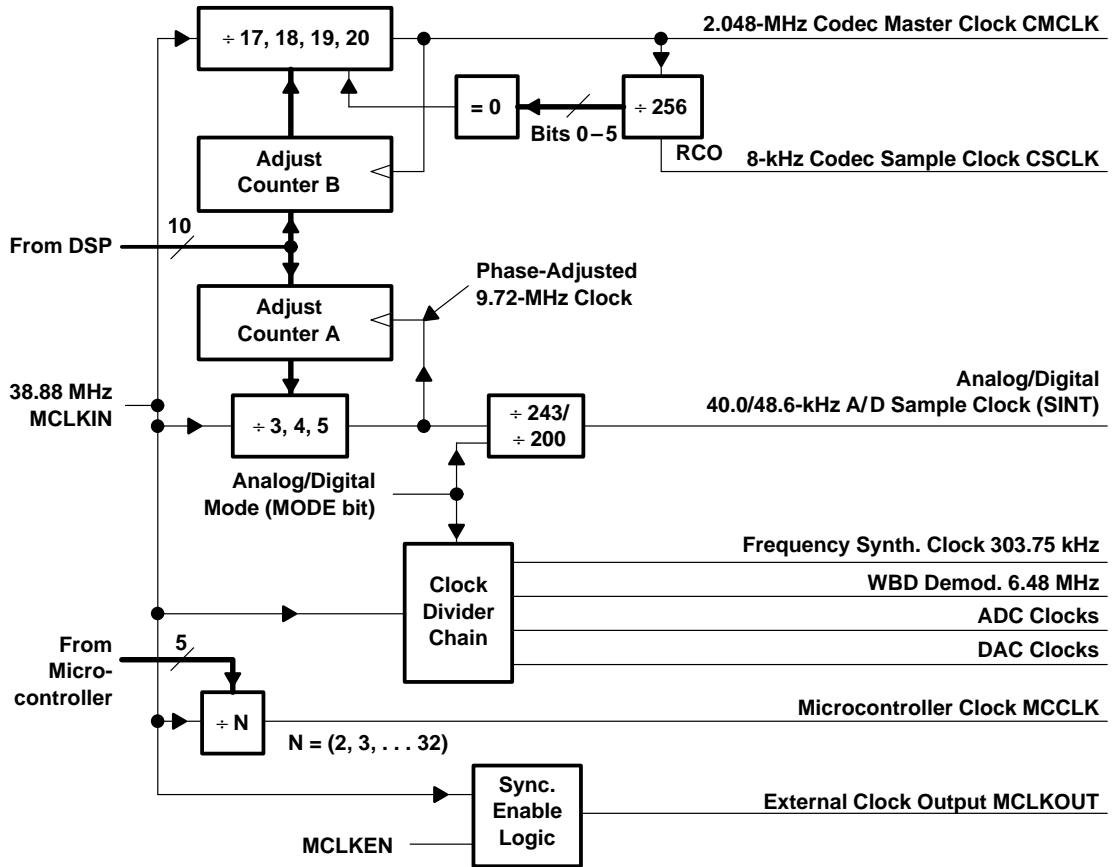 ÷ 17, 18, 19, 20
2.048-MHz Codec Master Clock CMCLK
= 0
÷ 256
Bits 0–5
RCO
8-kHz Codec Sample Clock CSCLK
Adjust
Counter B
10
From DSP
Phase-Adjusted
9.72-MHz Clock
Adjust
Counter A
38.88 MHz
MCLKIN
÷ 3, 4, 5
÷ 243/
÷ 200
Analog/Digital
40.0/48.6-kHz A/D Sample Clock (SINT)
Analog/Digital
Mode (MODE bit)
Clock
Divider
Chain
Frequency Synth. Clock 303.75 kHz
WBD Demod. 6.48 MHz
ADC Clocks
DAC Clocks
From
Micro-
controller
5
÷ N
N = (2, 3, . . . 32)
Microcontroller Clock MCCLK
Sync.
Enable
Logic
External Clock Output MCLKOUT
MCLKEN